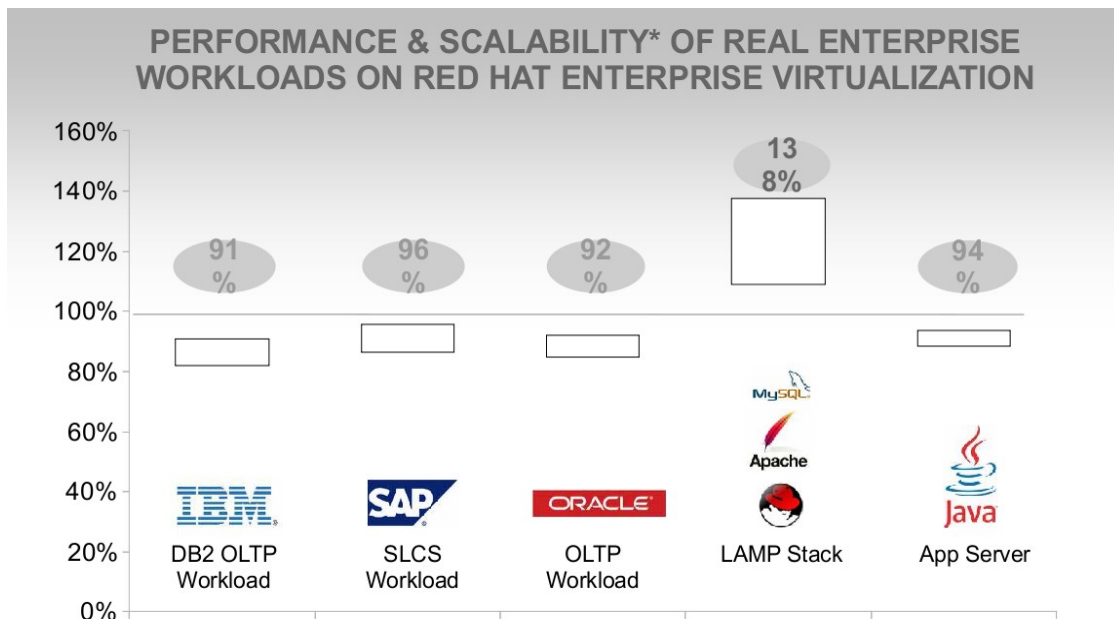 PERFORMANCE & SCALABILITY* OF REAL ENTERPRISE
WORKLOADS ON RED HAT ENTERPRISE VIRTUALIZATION
160%
140%
120%
100%
80%
60%
40%
20%
0%
91
%
96
%
92
%
13
8%
94
%
MySQL®
Apache
IBM®
SAP®
ORACLE®
Java
DB2 OLTP
Workload
SLCS
Workload
OLTP
Workload
LAMP Stack
App Server